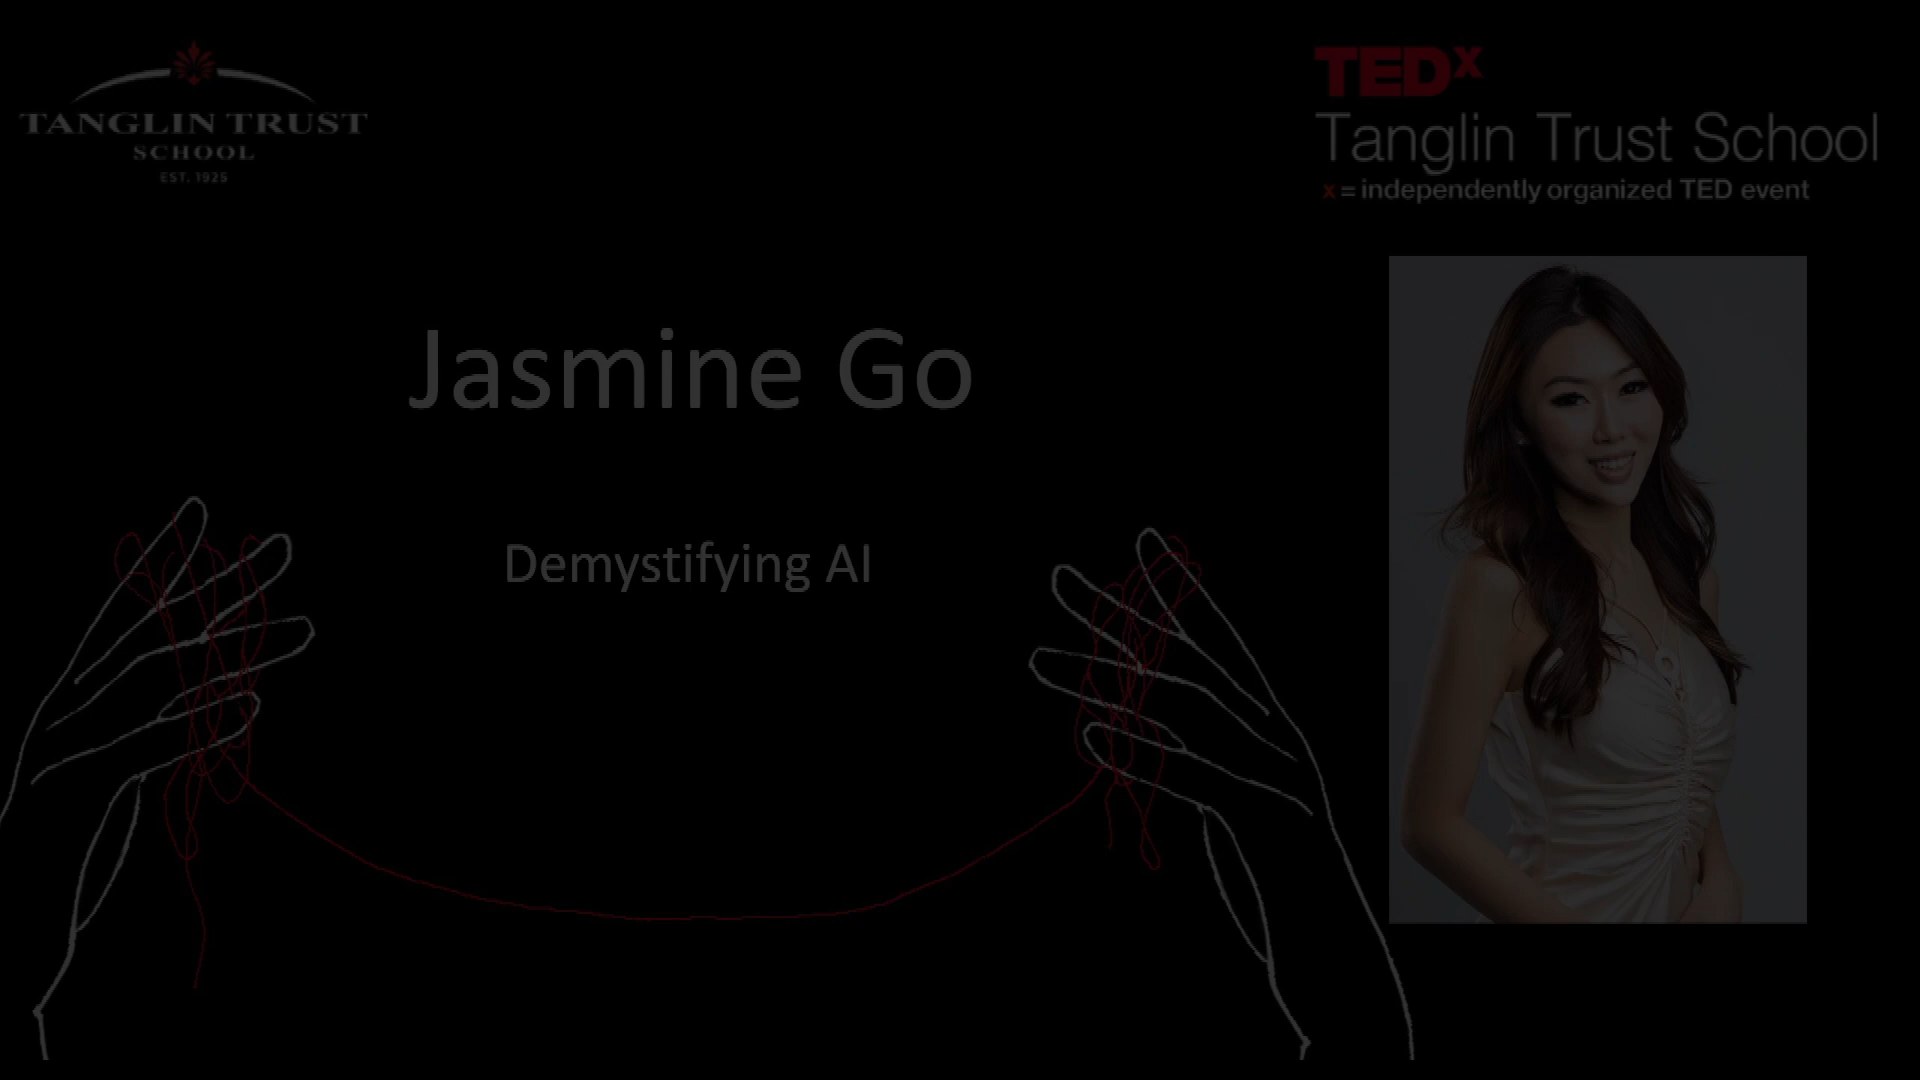 TANGLIN TRUST
SCHOOL
EST. 1925
TEDx
Tanglin Trust School
x = independently organized TED event
Jasmine Go
Demystifying AI